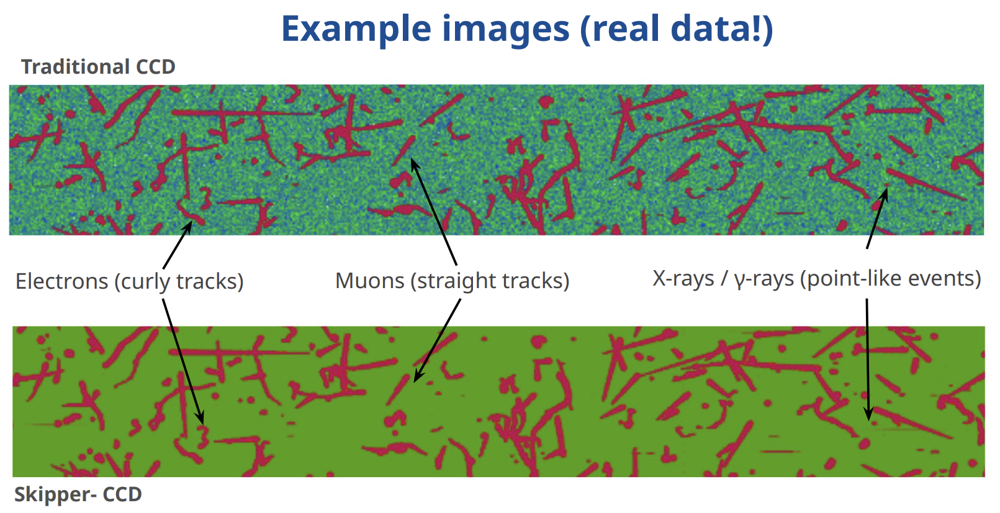 Example images (real data!)
Traditional CCD
Electrons (curly tracks)
Muons (straight tracks)
X-rays / γ-rays (point-like events)
Skipper- CCD